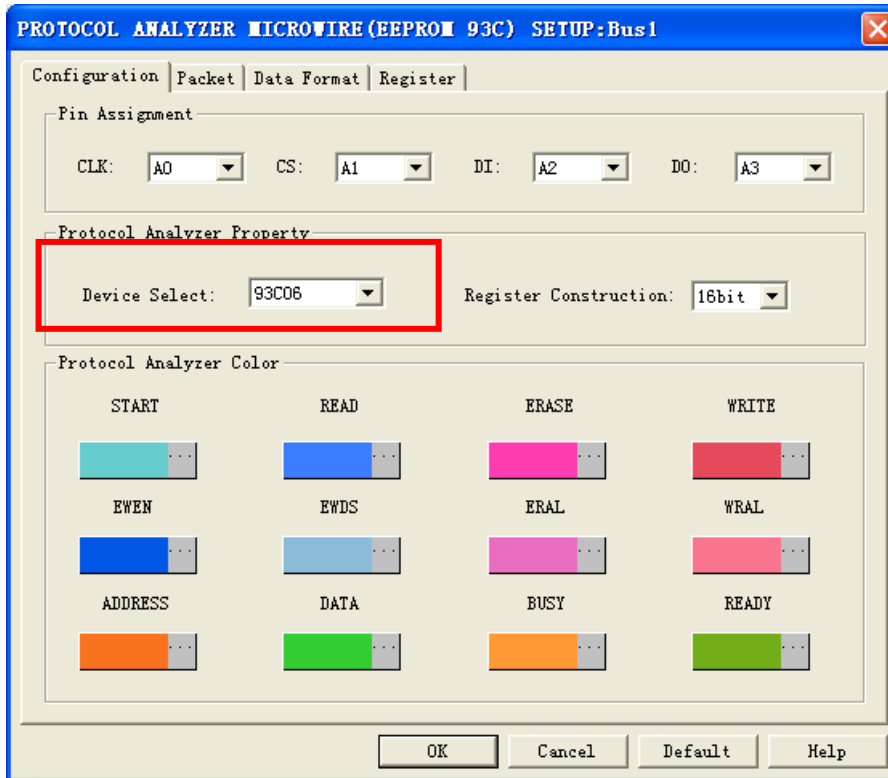 PROTOCOL ANALYZER MICROWIRE(EEPROM 93C) SETUP:Bus1
Configuration Packet Data Format Register
Pin Assignment
CLK: A0 CS: A1 DI: A2 DO: A3
Protocol Analyzer Property
Device Select: 93C06 Register Construction: 16bit
Protocol Analyzer Color
START READ ERASE WRITE
... ... ... ...
EWEN EWDS ERAL WRAL
... ... ... ...
ADDRESS DATA BUSY READY
... ... ... ...
OK Cancel Default Help